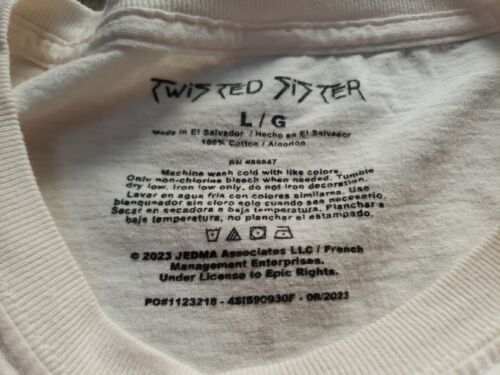 TWISTED SISTER
L/G
Made in El Salvador / Hecho en El Salvador
100% Cotton / Algodon
RN #86947
Machine wash cold with like colors.
Only non-chlorine bleach when needed. Tumble
dry low. Iron low only, do not iron decoration.
Lavar en agua fria con colores similares. Use
blanqueador sin cloro solo cuando sea necesario.
Secar en secadora a baja temperatura. Planchar a
baja temperatura, no planchar el estampado.
© 2023 JEDMA Associates LLC / French
Management Enterprises.
Under License to Epic Rights.
PO#1123218 - 45I590930F - 08/2023